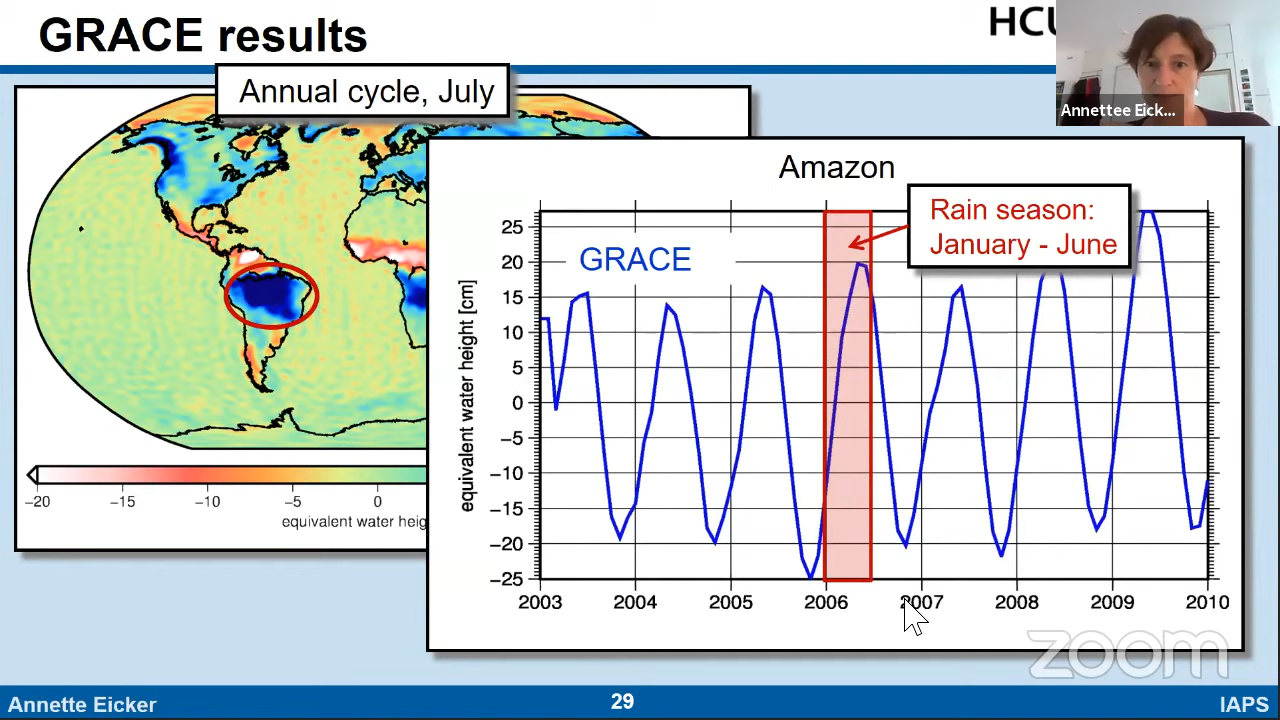 GRACE results
HCU
Annettee Eick...
Annual cycle, July
Amazon
Rain season:
January - June
GRACE
equivalent water height [cm]
25
20
15
10
5
0
−5
−10
−15
−20
−25
2003 2004 2005 2006 2007 2008 2009 2010
−20 −15 −10 −5 0
equivalent water heig
zoom
Annette Eicker
29
IAPS